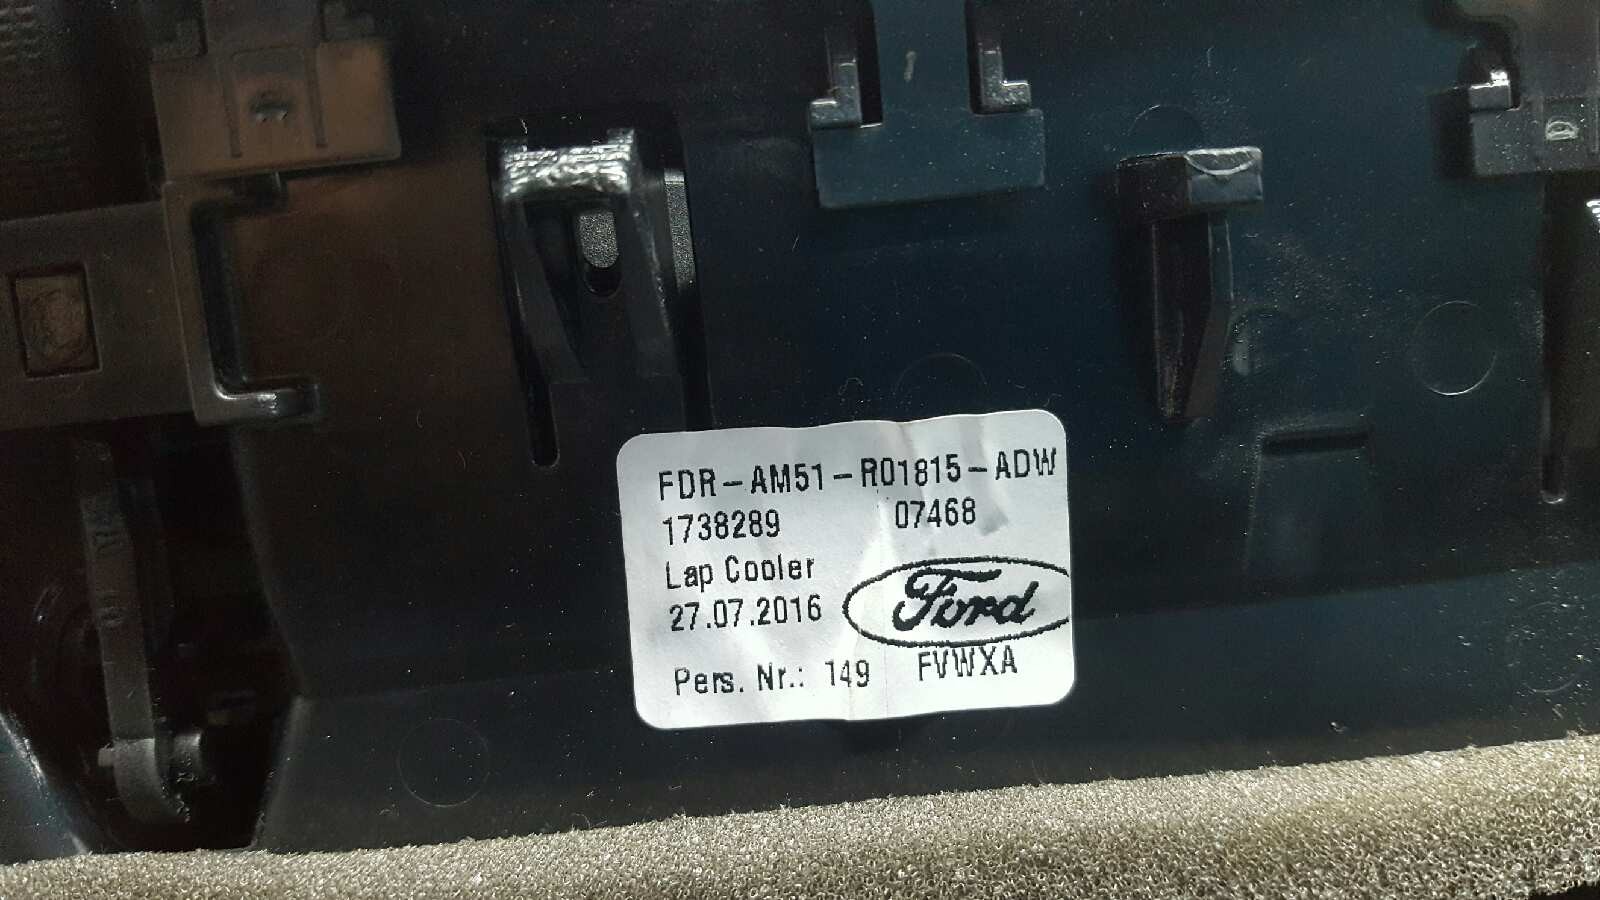 FDR-AM51-R01815-ADW
1738289 07468
Lap Cooler
27.07.2016
Ford
Pers. Nr.: 149 FVWXA